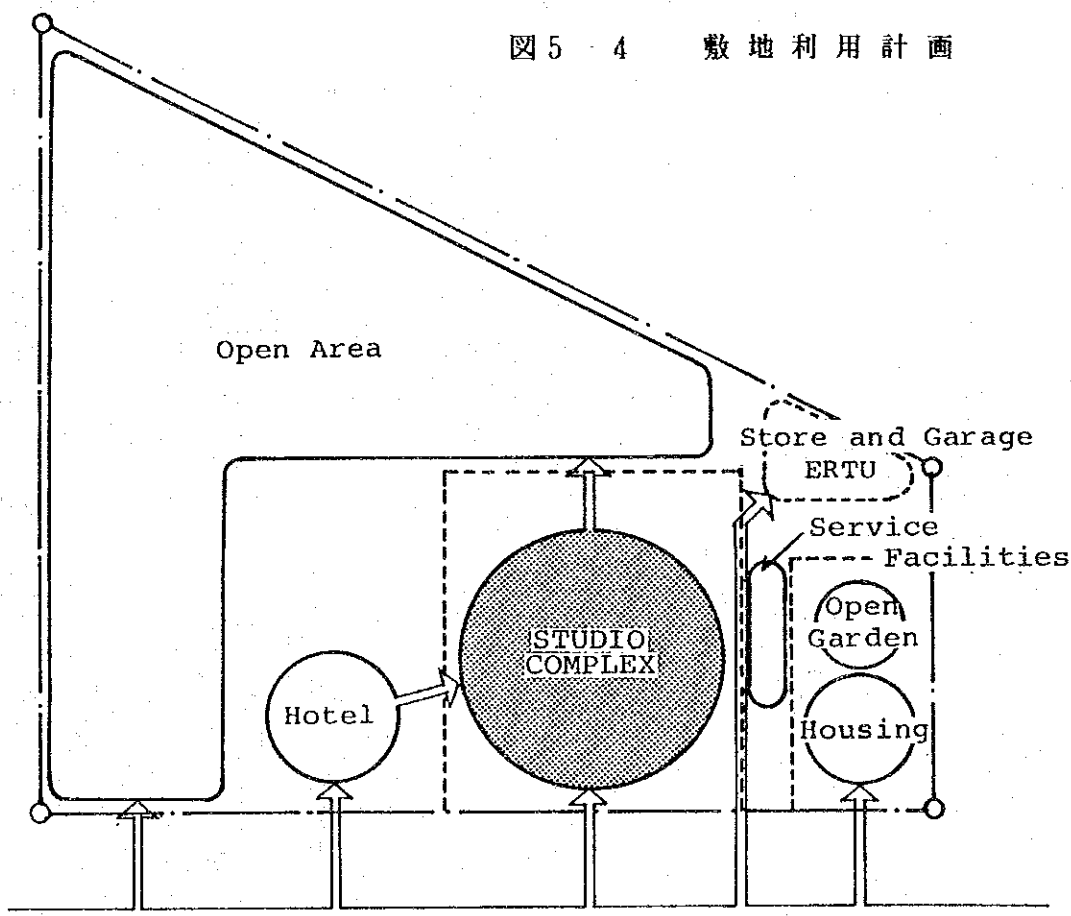 図5-4 敷地利用計画
Open Area
Store and Garage
ERTU
Service
Facilities
Open
Garden
STUDIO
COMPLEX
Hotel
Housing